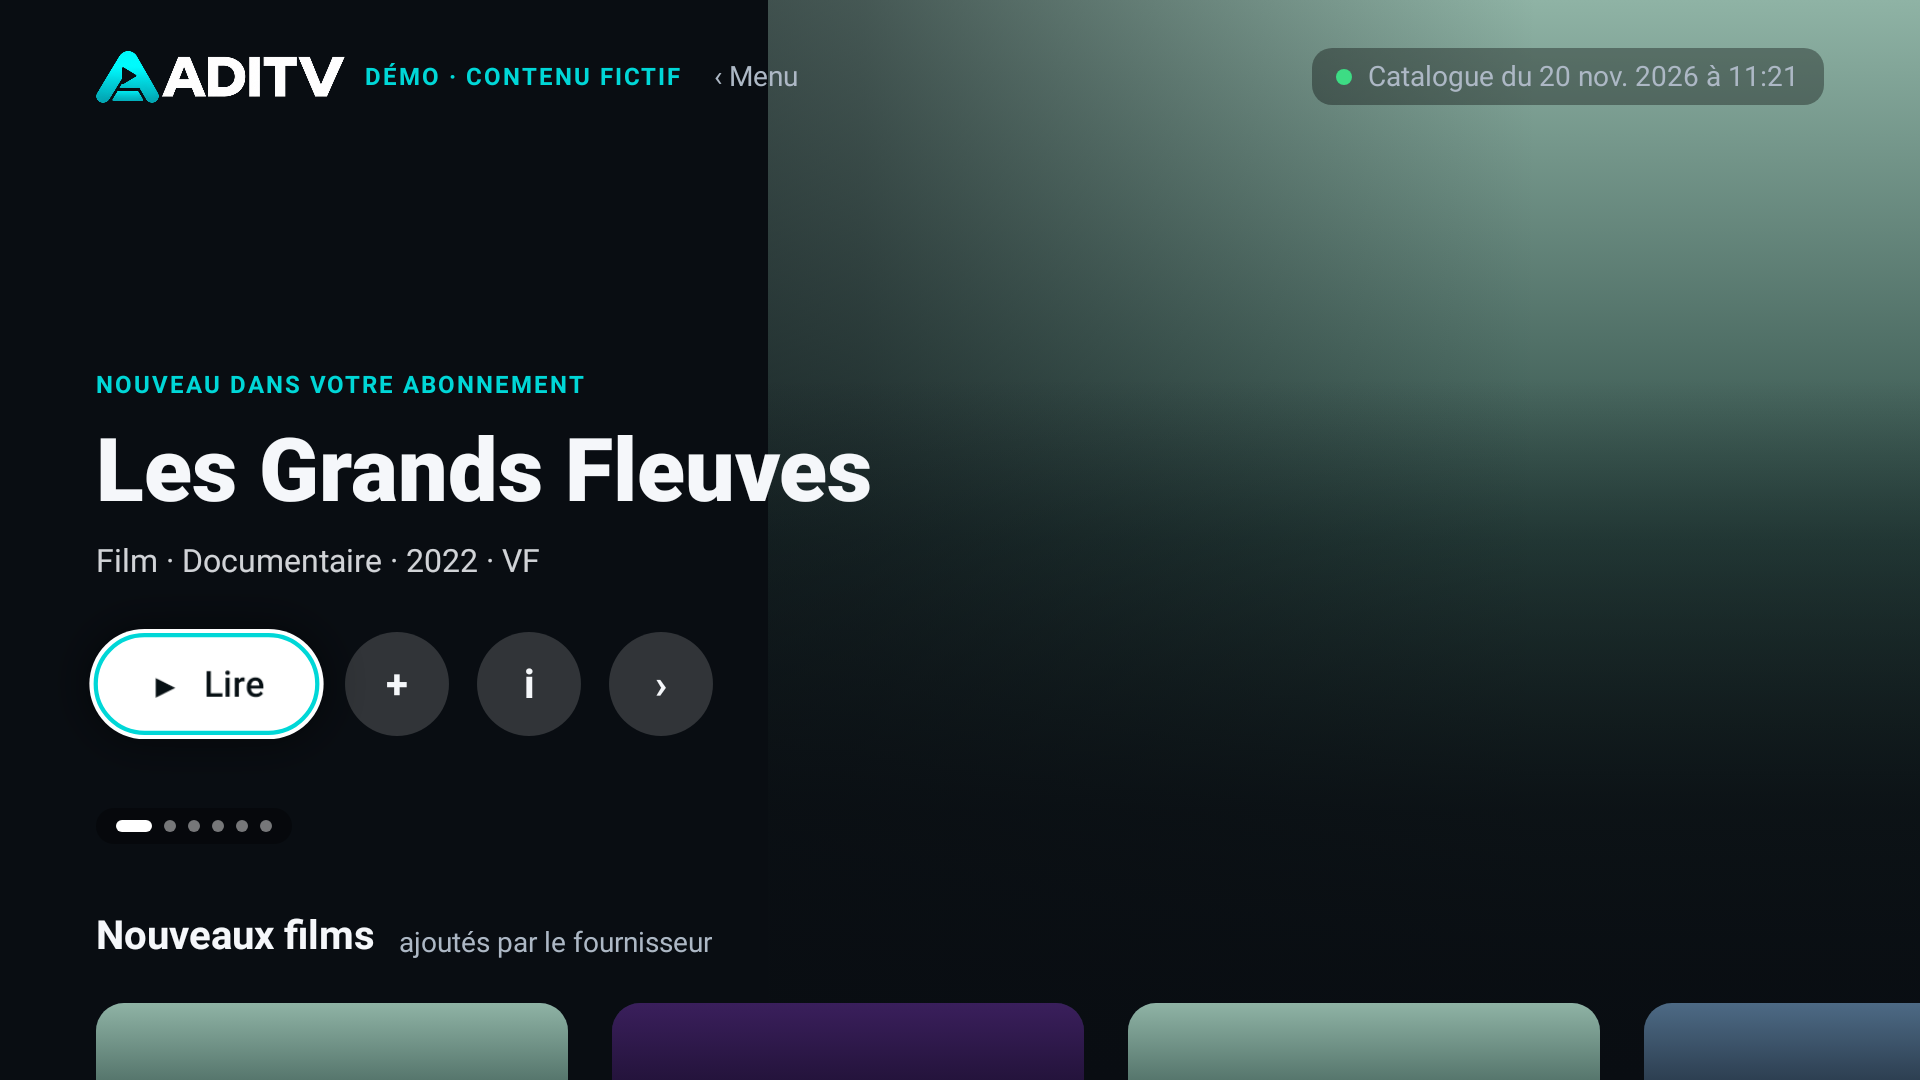 ADITV DÉMO · CONTENU FICTIF ‹ Menu
Catalogue du 20 nov. 2026 à 11:21
NOUVEAU DANS VOTRE ABONNEMENT
Les Grands Fleuves
Film · Documentaire · 2022 · VF
► Lire + i ›
Nouveaux films ajoutés par le fournisseur